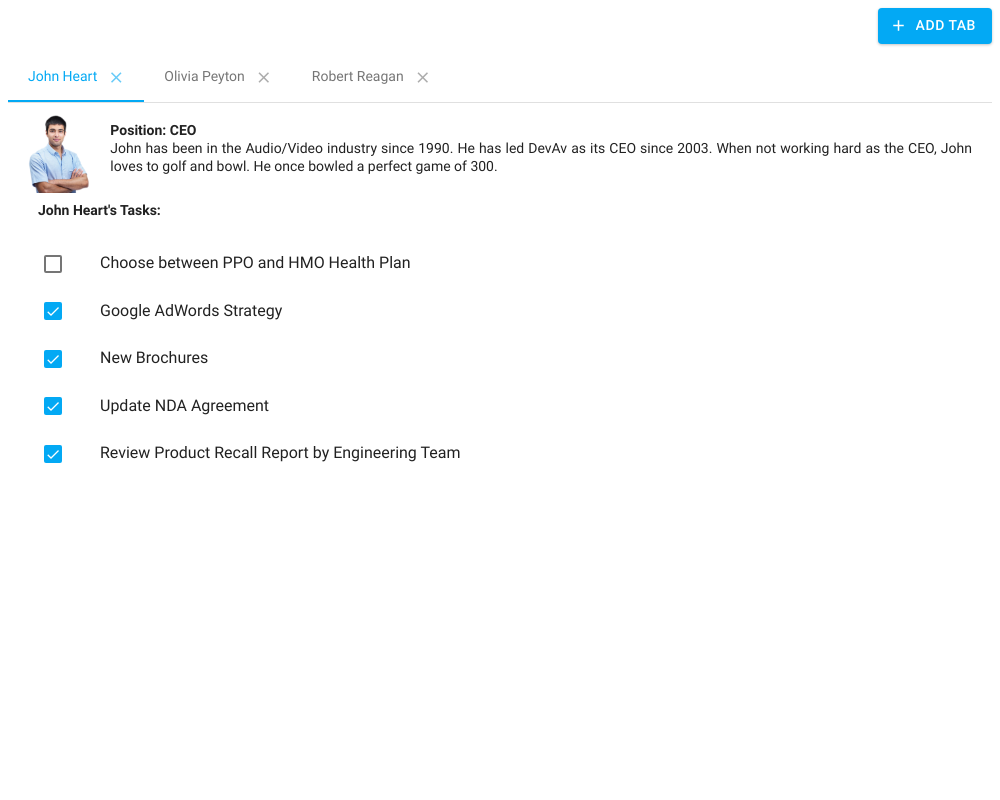 ADD TAB
John Heart
Olivia Peyton
Robert Reagan
Position: CEO
John has been in the Audio/Video industry since 1990. He has led DevAv as its CEO since 2003. When not working hard as the CEO, John
loves to golf and bowl. He once bowled a perfect game of 300.
John Heart's Tasks:
Choose between PPO and HMO Health Plan
Google AdWords Strategy
New Brochures
Update NDA Agreement
Review Product Recall Report by Engineering Team